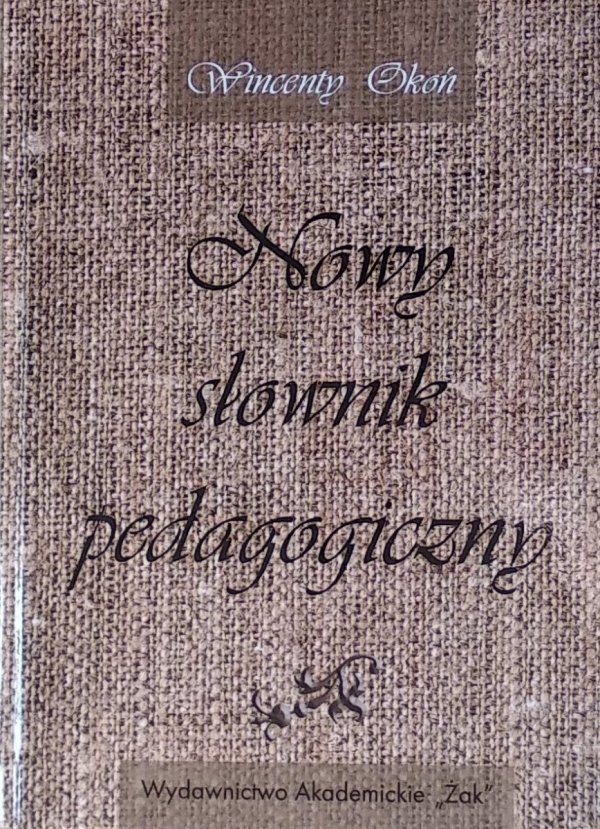 Wincenty Okoń
Nowy
słownik
pedagogiczny
Wydawnictwo Akademickie „Żak”